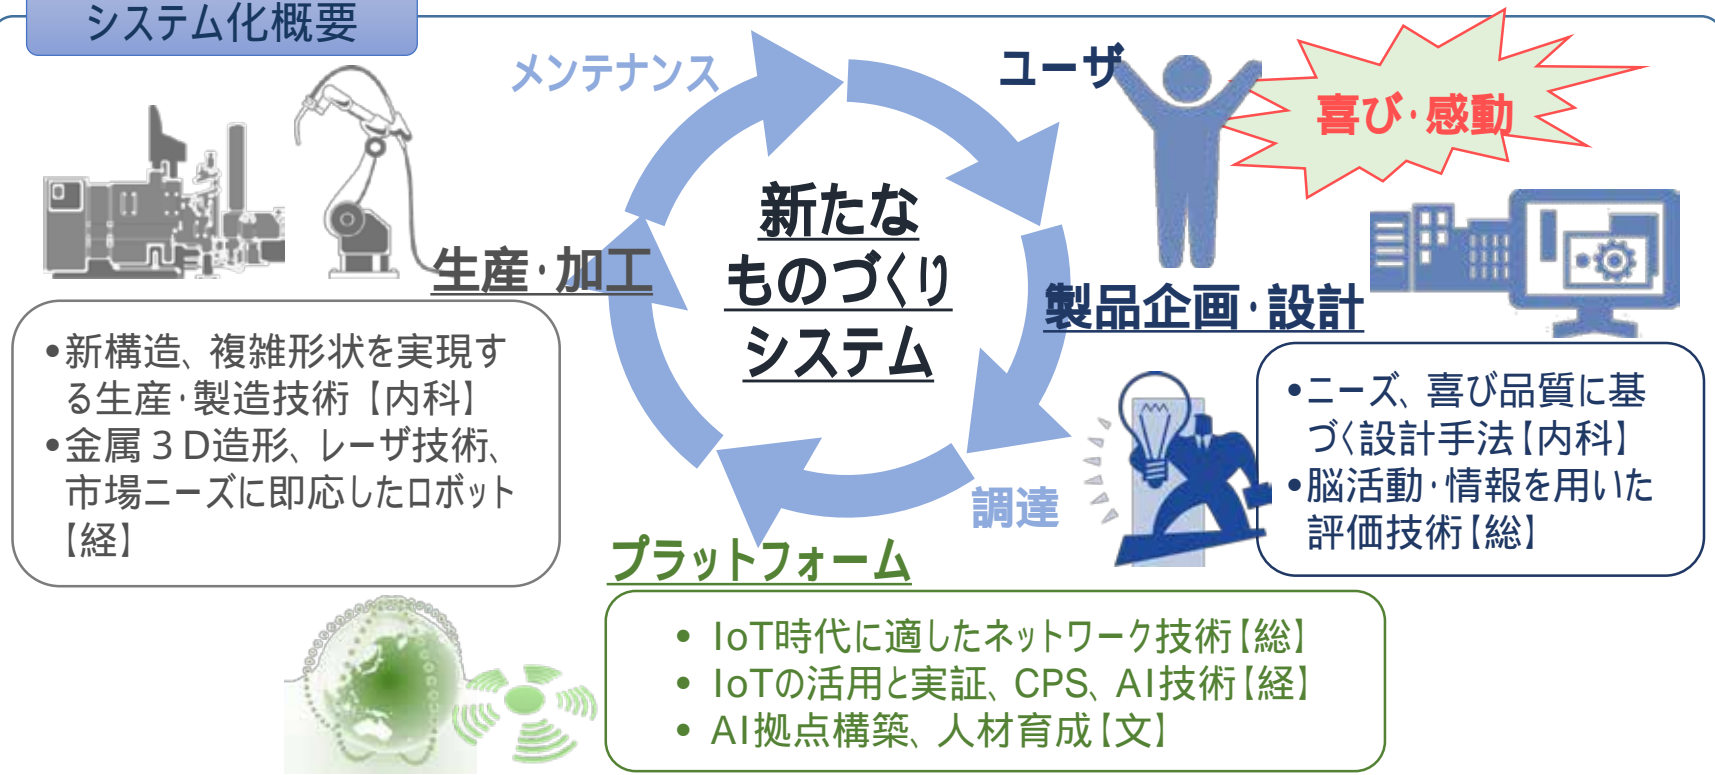 システム化概要
メンテナンス
ユーザ
喜び・感動
新たな
ものづくり
システム
生産・加工
製品企画・設計
•新構造、複雑形状を実現す
る生産・製造技術【内科】
•金属３D造形、レーザ技術、
市場ニーズに即応したロボット
【経】
•ニーズ、喜び品質に基
づく設計手法【内科】
•脳活動・情報を用いた
評価技術【総】
調達
プラットフォーム
• IoT時代に適したネットワーク技術【総】
• IoTの活用と実証、CPS、AI技術【経】
• AI拠点構築、人材育成【文】